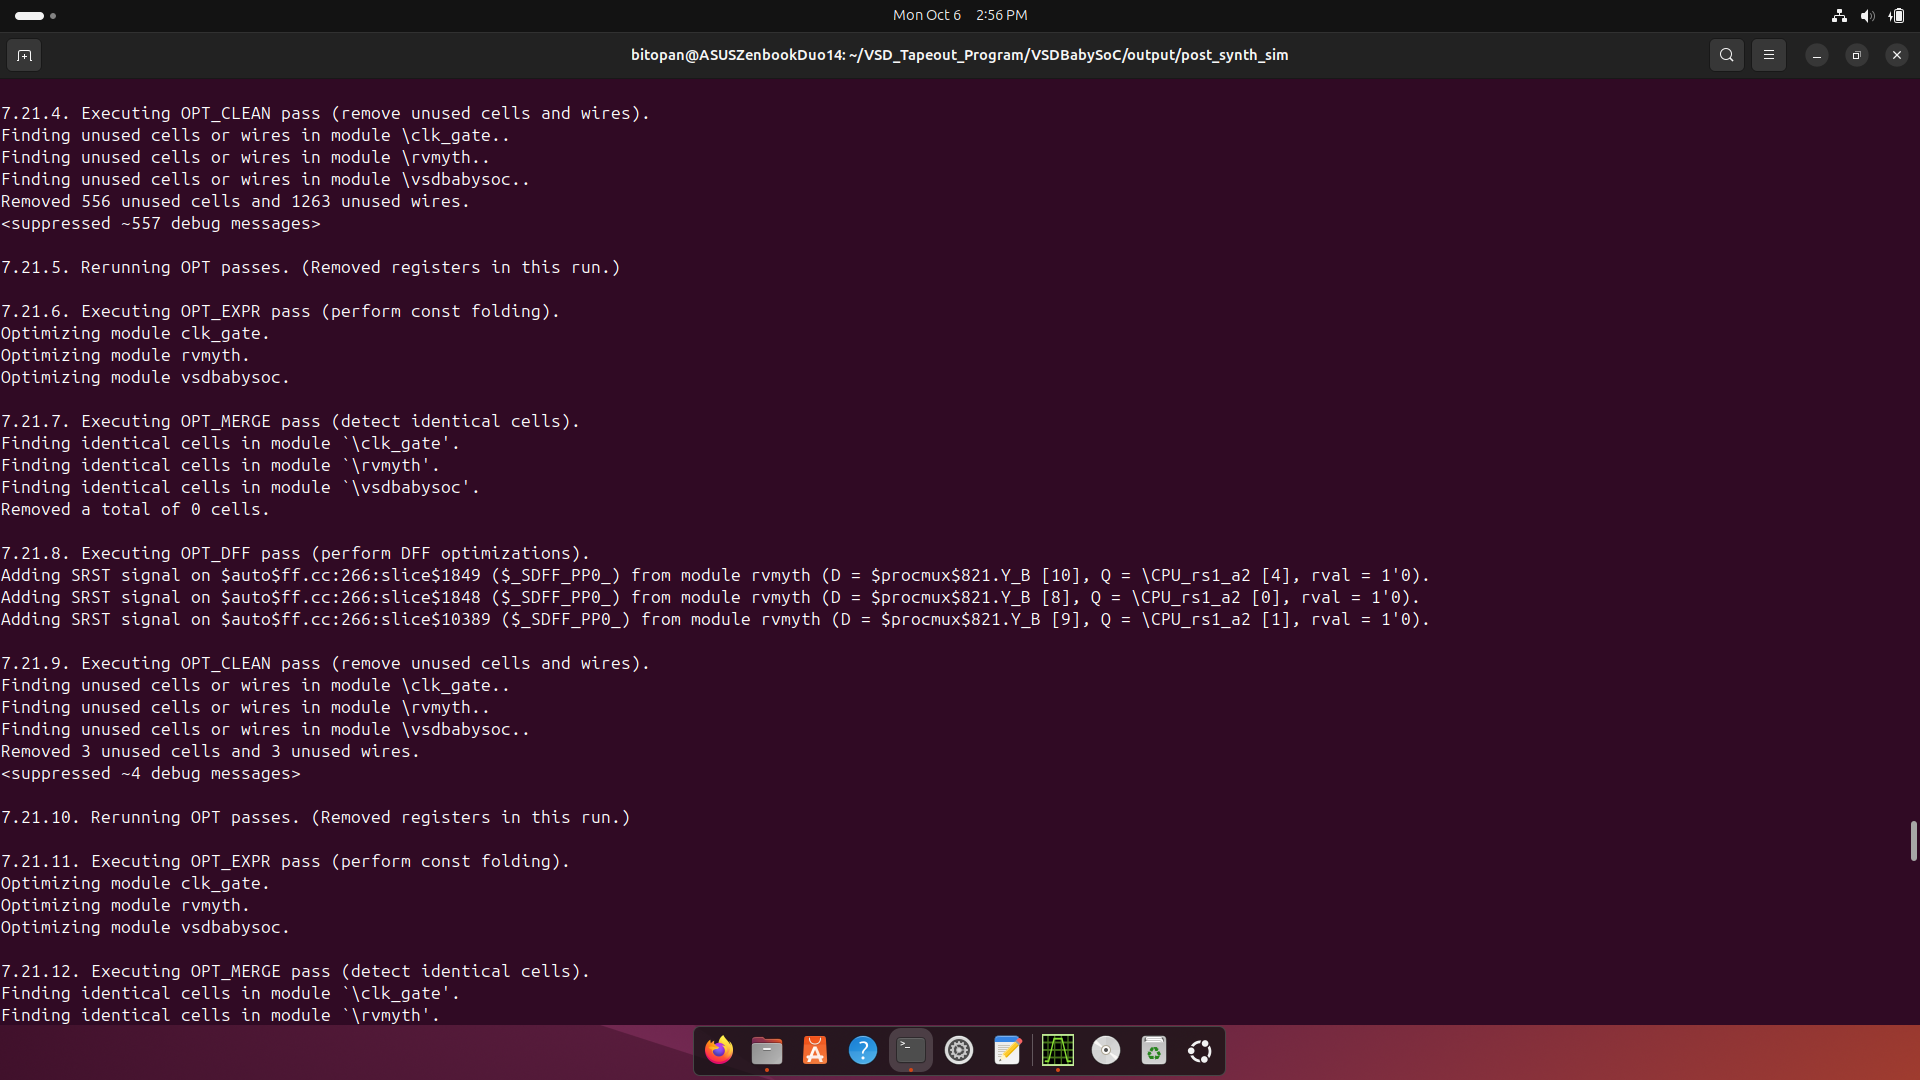 Mon Oct 6 2:56 PM
bitopan@ASUSZenbookDuo14: ~/VSD_Tapeout_Program/VSDBabySoC/output/post_synth_sim
7.21.4. Executing OPT_CLEAN pass (remove unused cells and wires).
Finding unused cells or wires in module \clk_gate..
Finding unused cells or wires in module \rvmyth..
Finding unused cells or wires in module \vsdbabysoc..
Removed 556 unused cells and 1263 unused wires.
<suppressed ~557 debug messages>
7.21.5. Rerunning OPT passes. (Removed registers in this run.)
7.21.6. Executing OPT_EXPR pass (perform const folding).
Optimizing module clk_gate.
Optimizing module rvmyth.
Optimizing module vsdbabysoc.
7.21.7. Executing OPT_MERGE pass (detect identical cells).
Finding identical cells in module `\clk_gate'.
Finding identical cells in module `\rvmyth'.
Finding identical cells in module `\vsdbabysoc'.
Removed a total of 0 cells.
7.21.8. Executing OPT_DFF pass (perform DFF optimizations).
Adding SRST signal on $auto$ff.cc:266:slice$1849 ($_SDFF_PP0_) from module rvmyth (D = $procmux$821.Y_B [10], Q = \CPU_rs1_a2 [4], rval = 1'0).
Adding SRST signal on $auto$ff.cc:266:slice$1848 ($_SDFF_PP0_) from module rvmyth (D = $procmux$821.Y_B [8], Q = \CPU_rs1_a2 [0], rval = 1'0).
Adding SRST signal on $auto$ff.cc:266:slice$10389 ($_SDFF_PP0_) from module rvmyth (D = $procmux$821.Y_B [9], Q = \CPU_rs1_a2 [1], rval = 1'0).
7.21.9. Executing OPT_CLEAN pass (remove unused cells and wires).
Finding unused cells or wires in module \clk_gate..
Finding unused cells or wires in module \rvmyth..
Finding unused cells or wires in module \vsdbabysoc..
Removed 3 unused cells and 3 unused wires.
<suppressed ~4 debug messages>
7.21.10. Rerunning OPT passes. (Removed registers in this run.)
7.21.11. Executing OPT_EXPR pass (perform const folding).
Optimizing module clk_gate.
Optimizing module rvmyth.
Optimizing module vsdbabysoc.
7.21.12. Executing OPT_MERGE pass (detect identical cells).
Finding identical cells in module `\clk_gate'.
Finding identical cells in module `\rvmyth'.